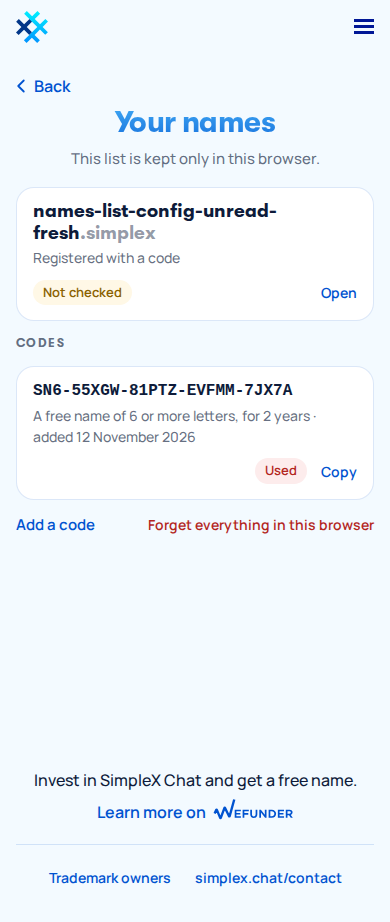 Back
Your names
This list is kept only in this browser.
names-list-config-unread-
fresh.simplex
Registered with a code
Not checked
Open
CODES
SN6-55XGW-81PTZ-EVFMM-7JX7A
A free name of 6 or more letters, for 2 years ·
added 12 November 2026
Used
Copy
Add a code
Forget everything in this browser
Invest in SimpleX Chat and get a free name.
Learn more on WEFUNDER
Trademark owners
simplex.chat/contact